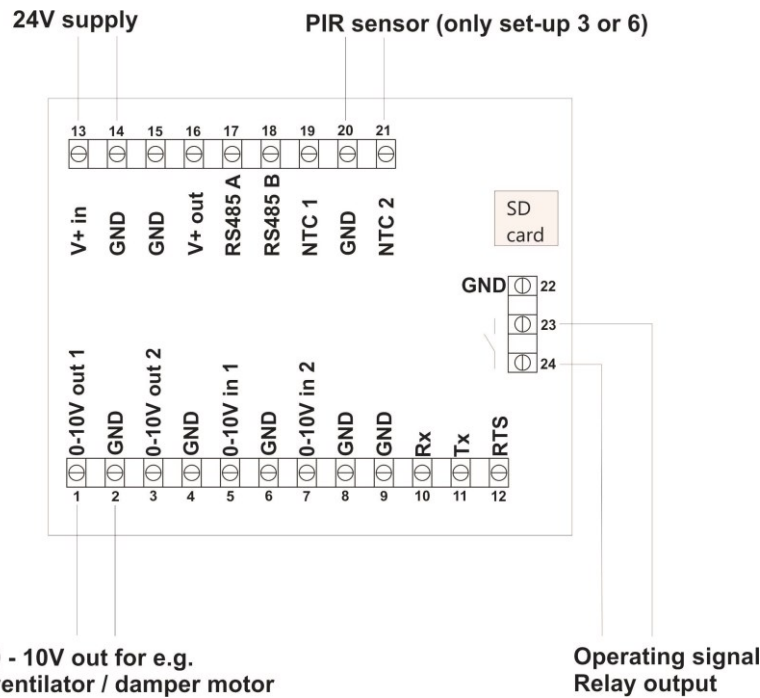 24V supply
PIR sensor (only set-up 3 or 6)
13 14 15 16 17 18 19 20 21
V+ in
GND
GND
V+ out
RS485 A
RS485 B
NTC 1
GND
NTC 2
SD
card
GND 22
23
24
0-10V out 1
GND
0-10V out 2
GND
0-10V in 1
GND
0-10V in 2
GND
GND
Rx
Tx
RTS
1 2 3 4 5 6 7 8 9 10 11 12
- 10V out for e.g.
entilator / damper motor
Operating signal
Relay output